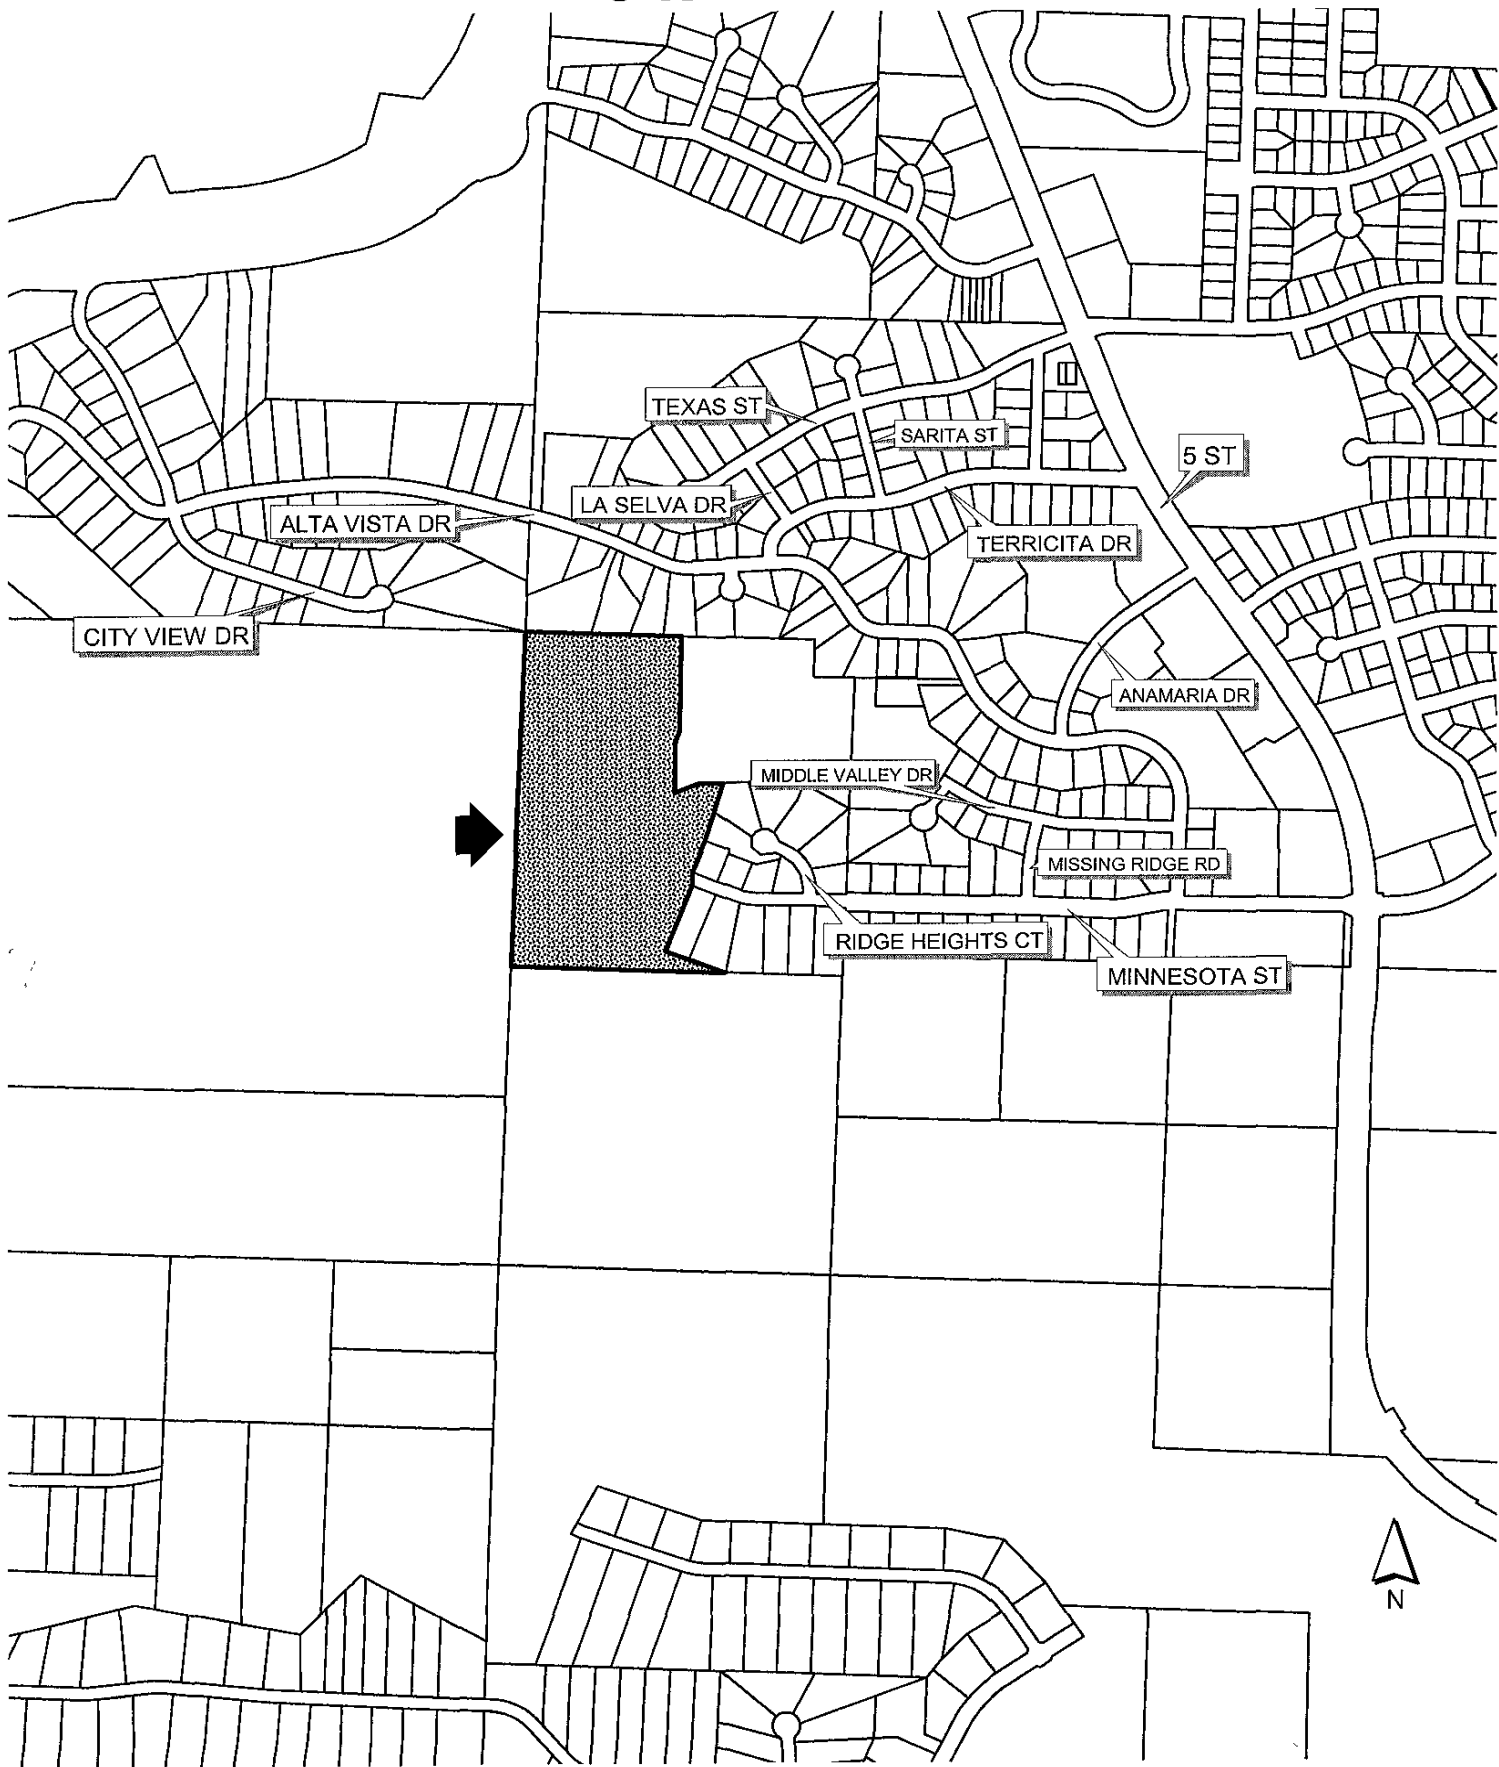 TEXAS ST
SARITA ST
5 ST
LA SELVA DR
ALTA VISTA DR
TERRICITA DR
CITY VIEW DR
ANAMARIA DR
MIDDLE VALLEY DR
MISSING RIDGE RD
RIDGE HEIGHTS CT
MINNESOTA ST
N